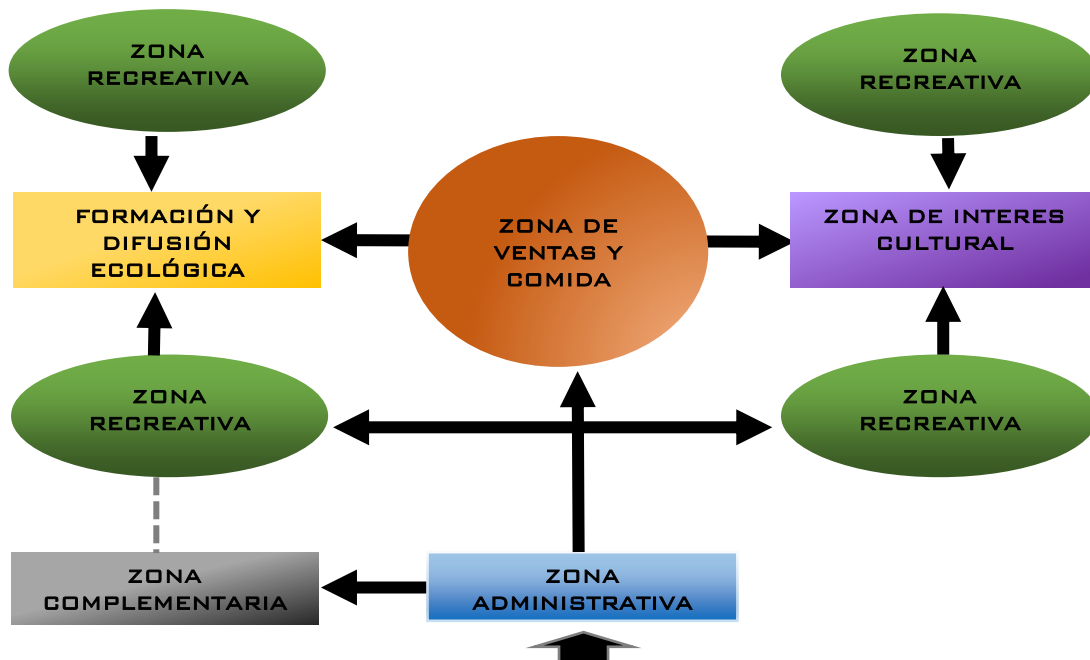 ZONA
RECREATIVA
ZONA
RECREATIVA
FORMACIÓN Y
DIFUSIÓN
ECOLÓGICA
ZONA DE
VENTAS Y
COMIDA
ZONA DE INTERES
CULTURAL
ZONA
RECREATIVA
ZONA
RECREATIVA
ZONA
COMPLEMENTARIA
ZONA
ADMINISTRATIVA